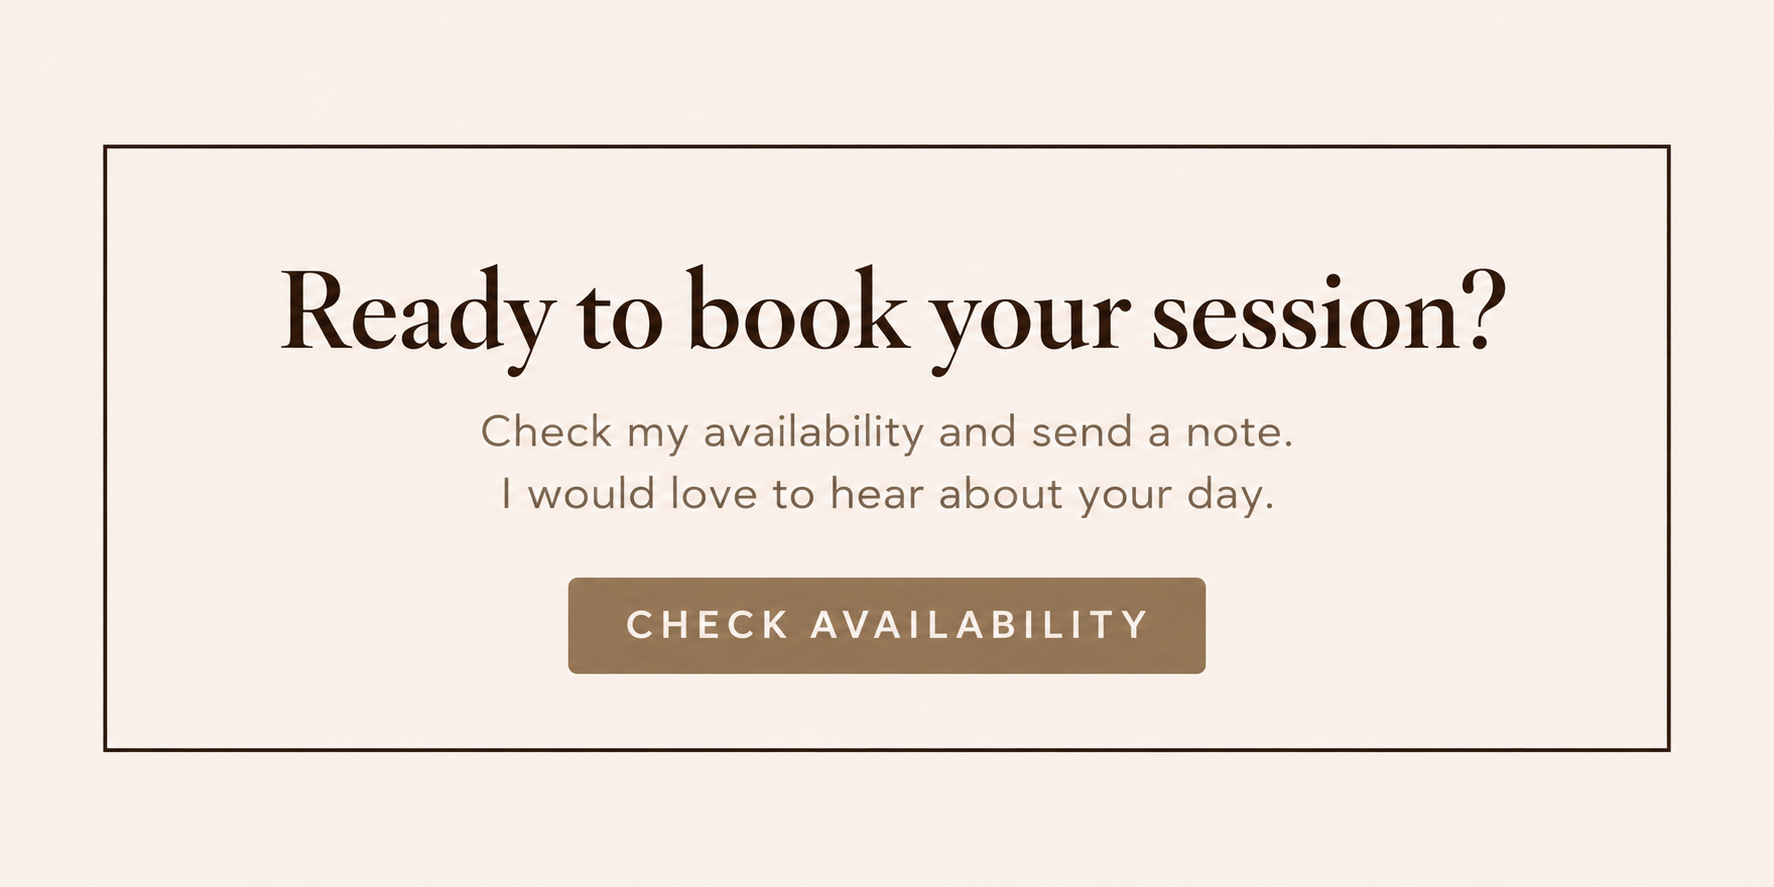 Ready to book your session?
Check my availability and send a note.
I would love to hear about your day.
CHECK AVAILABILITY